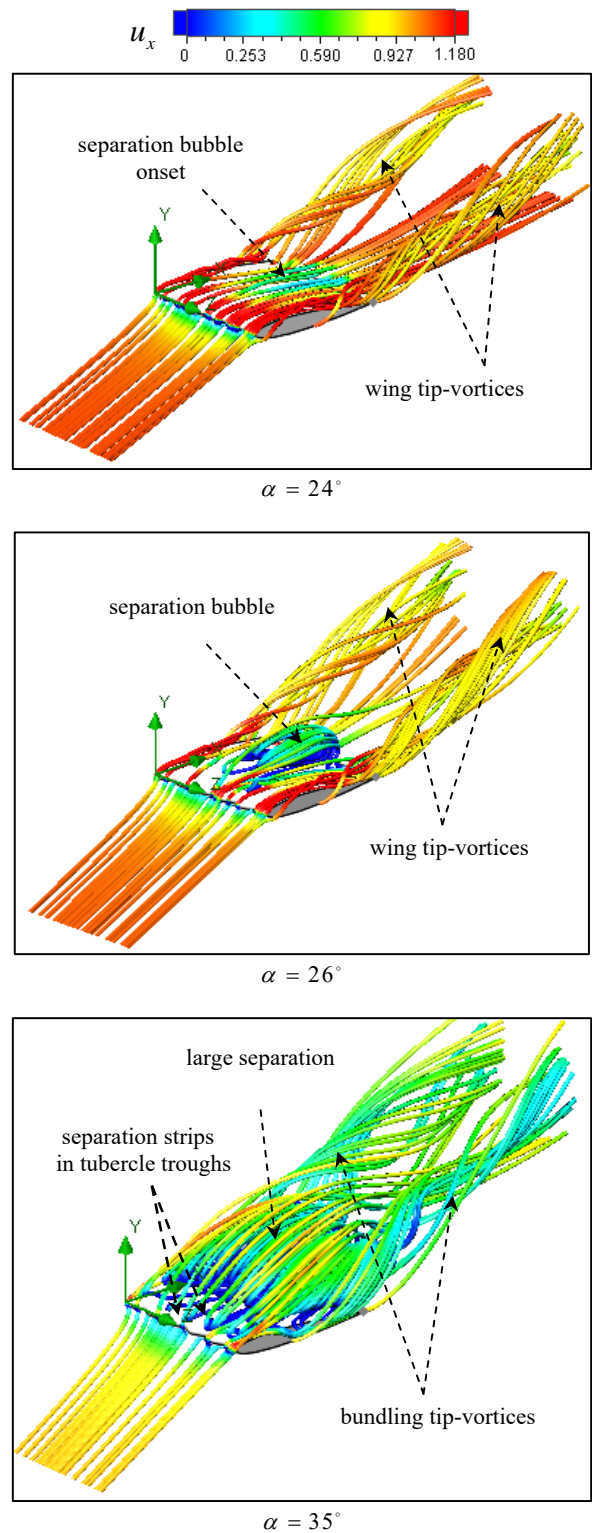 u_x
0 0.253 0.590 0.927 1.180
separation bubble
onset
Y
wing tip-vortices
α = 24°
separation bubble
Y
wing tip-vortices
α = 26°
large separation
separation strips
in tubercle troughs
Y
bundling tip-vortices
α = 35°